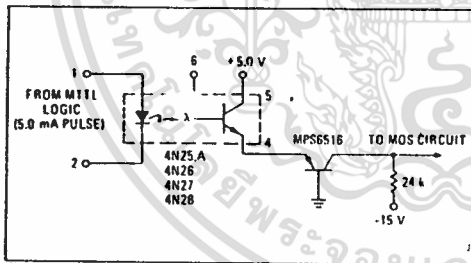 1
6
+5.0 V
FROM MTTL
LOGIC
(5.0 mA PULSE)
λ
5
4
2
4N25,A
4N26
4N27
4N28
MPS6516
TO MOS CIRCUIT
24 k
-15 V